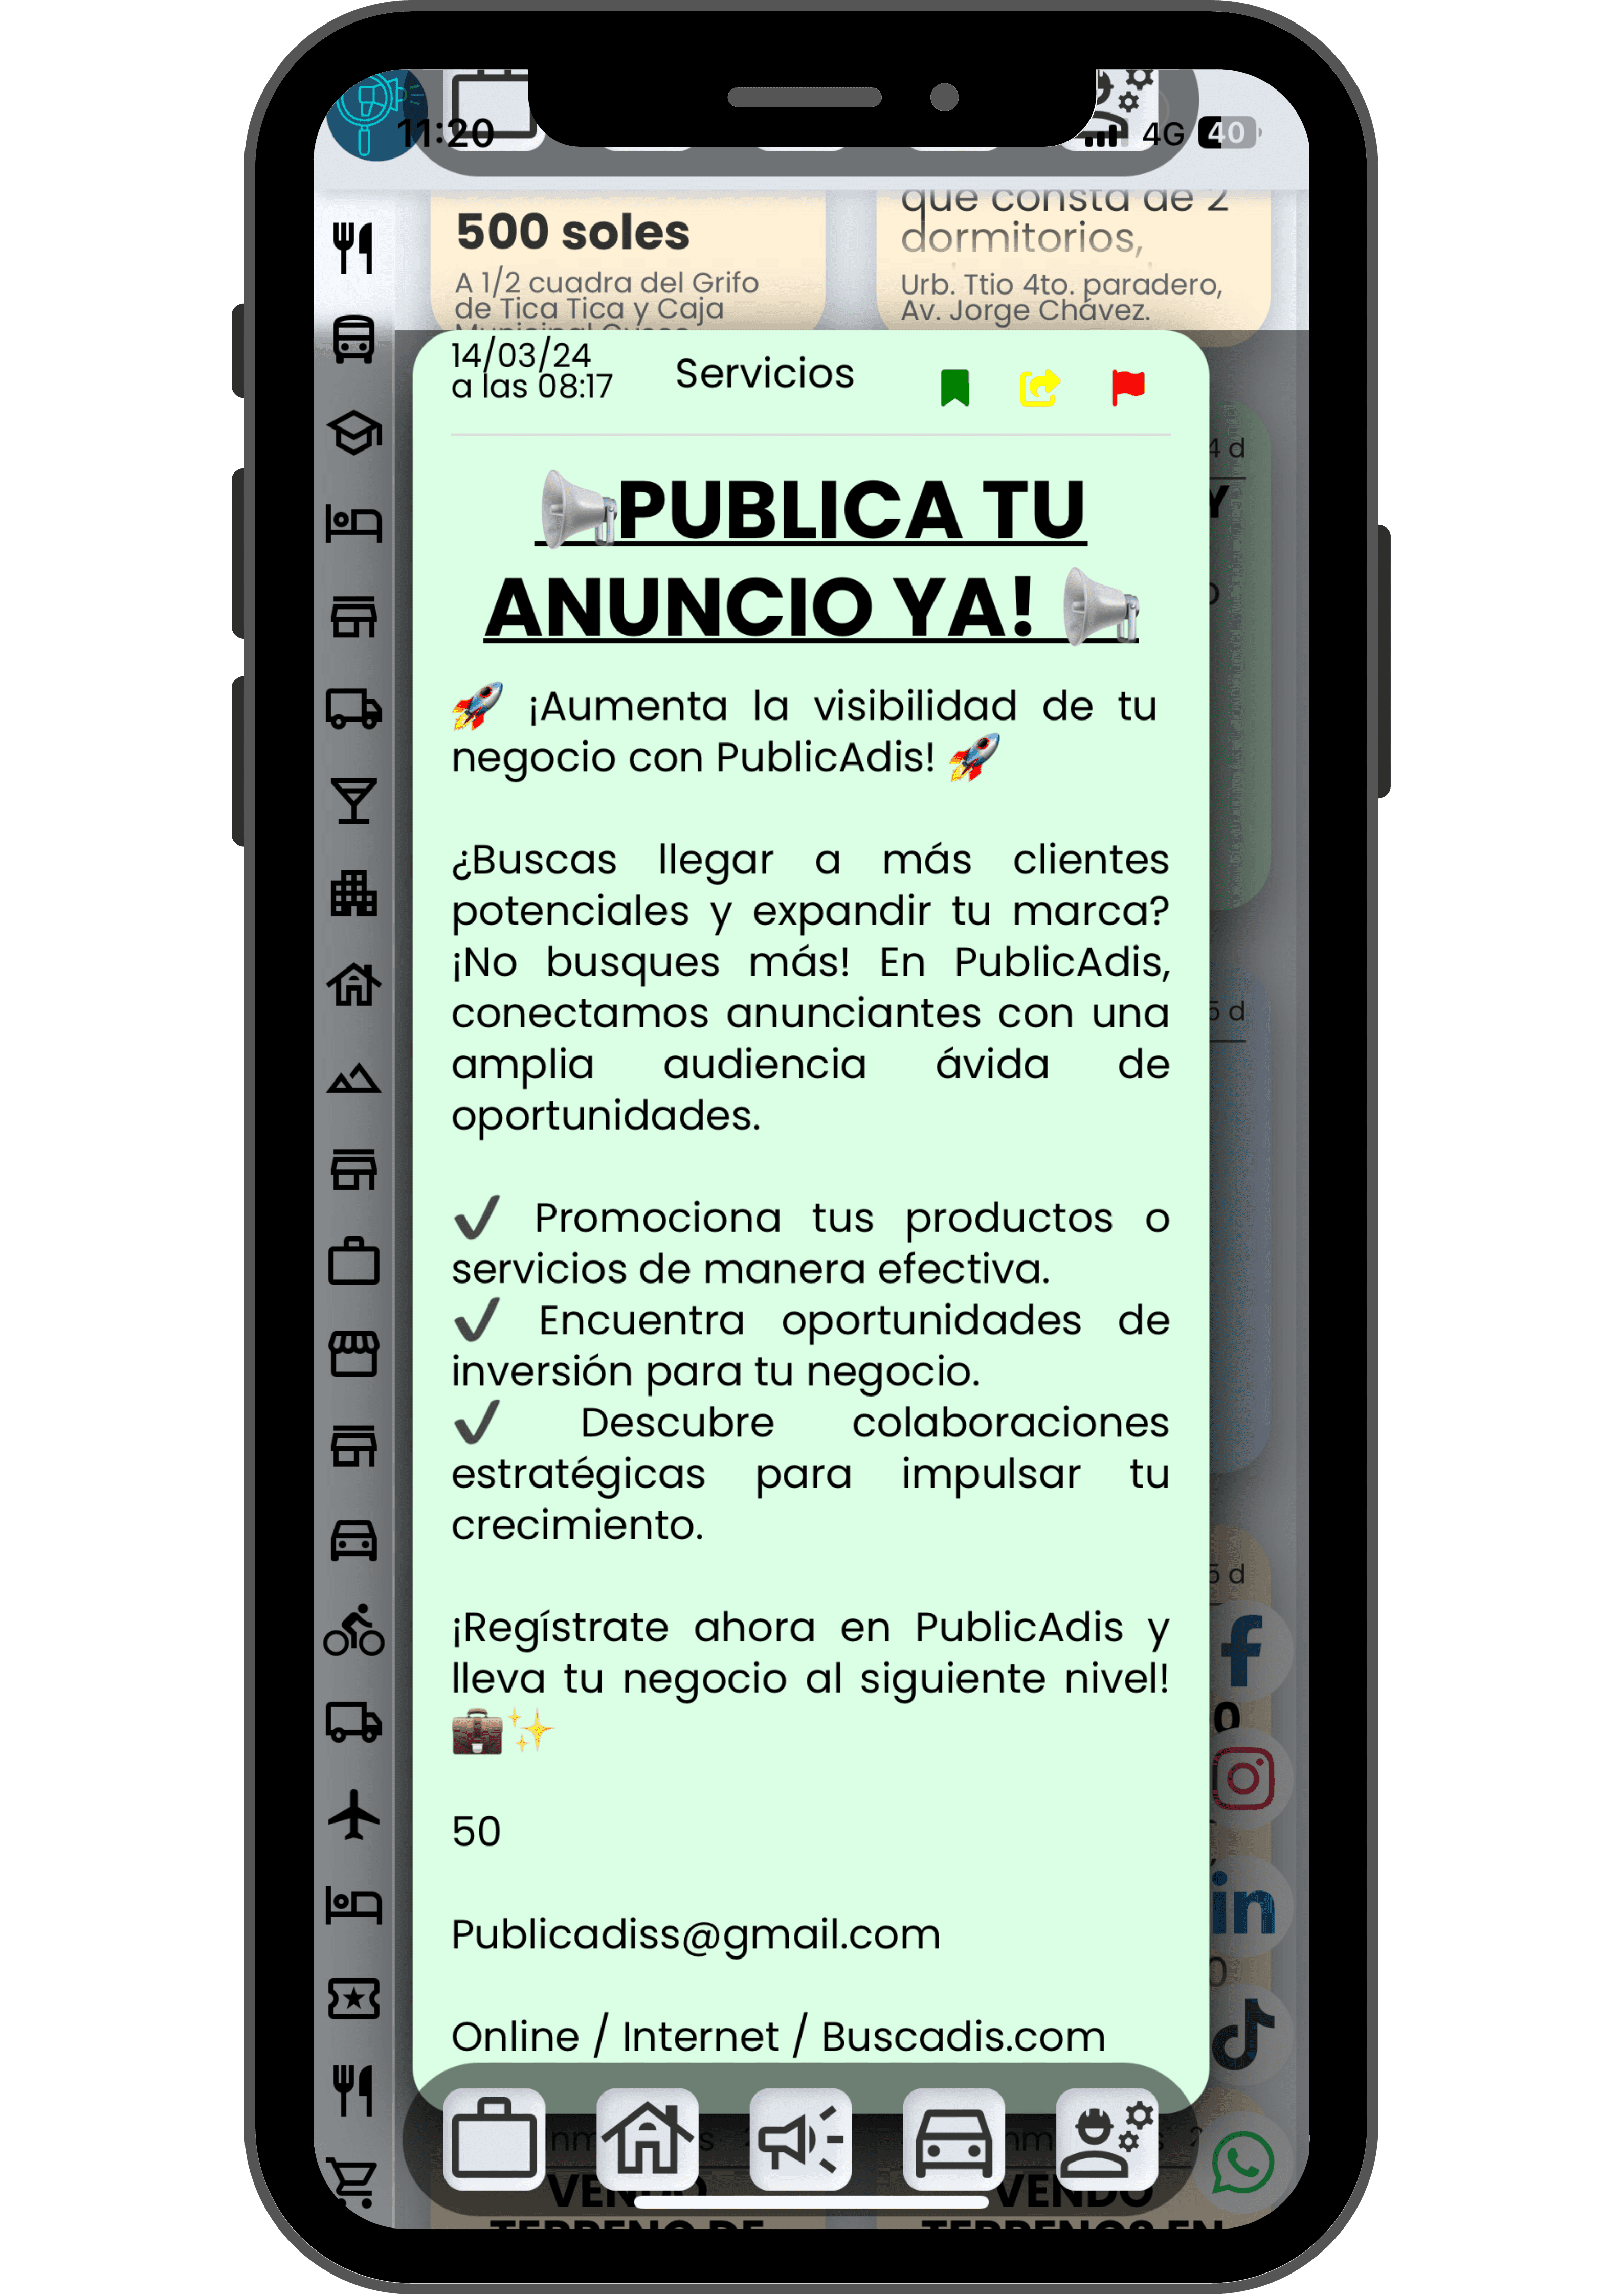 11:20
4G 40
500 soles
A 1/2 cuadra del Grifo
de Tica Tica y Caja
Municipal Cusco
que consta de 2
dormitorios,
Urb. Ttio 4to. paradero,
Av. Jorge Chávez.
14/03/24
a las 08:17
Servicios
4 d
Y
PUBLICA TU
ANUNCIO YA!
¡Aumenta la visibilidad de tu
negocio con PublicAdis!
¿Buscas llegar a más clientes
potenciales y expandir tu marca?
¡No busques más! En PublicAdis,
conectamos anunciantes con una
amplia audiencia ávida de
oportunidades.
5 d
✔ Promociona tus productos o
servicios de manera efectiva.
✔ Encuentra oportunidades de
inversión para tu negocio.
✔ Descubre colaboraciones
estratégicas para impulsar tu
crecimiento.
5 d
¡Regístrate ahora en PublicAdis y
lleva tu negocio al siguiente nivel!
50
Publicadiss@gmail.com
Online / Internet / Buscadis.com
VENDO
TERRENO DE
VENDO
TERRENOS EN